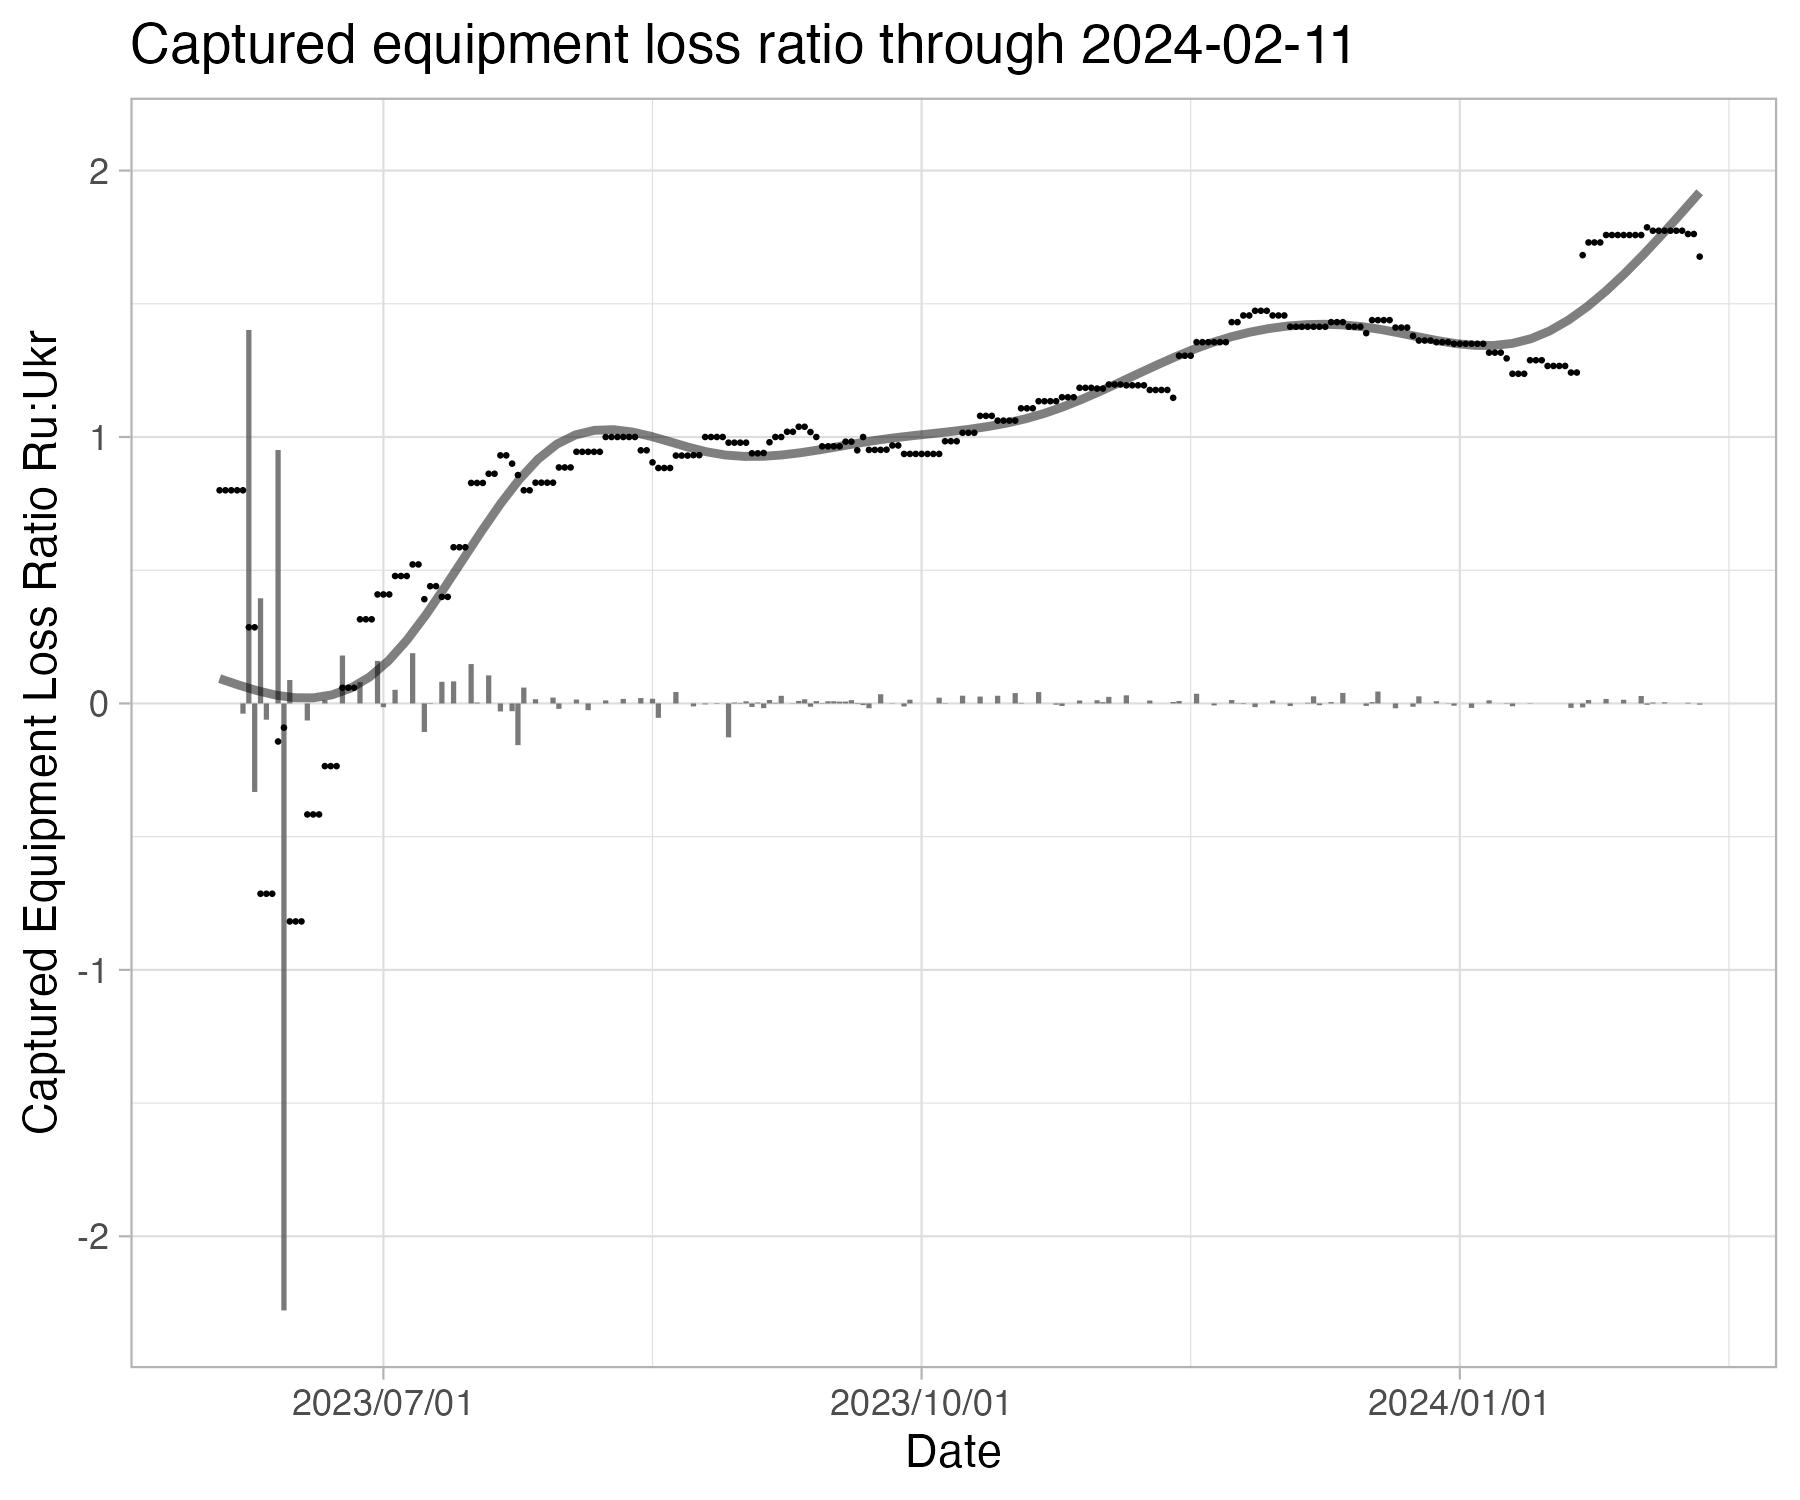 Captured equipment loss ratio through 2024-02-11
Captured Equipment Loss Ratio Ru:Ukr
2
1
0
-1
-2
2023/07/01
2023/10/01
2024/01/01
Date